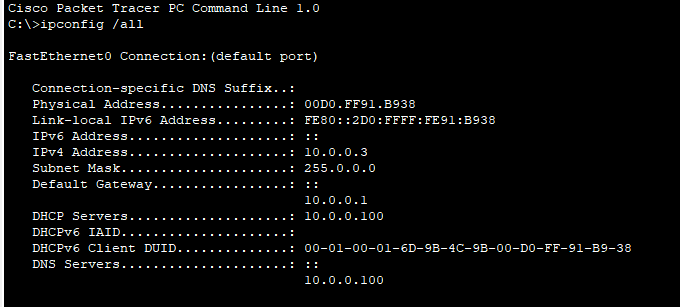 Cisco Packet Tracer PC Command Line 1.0
C:\>ipconfig /all
FastEthernet0 Connection:(default port)
Connection-specific DNS Suffix..:
Physical Address................: 00D0.FF91.B938
Link-local IPv6 Address.........: FE80::2D0:FFFF:FE91:B938
IPv6 Address....................: ::
IPv4 Address....................: 10.0.0.3
Subnet Mask.....................: 255.0.0.0
Default Gateway.................: ::
10.0.0.1
DHCP Servers....................: 10.0.0.100
DHCPv6 IAID.....................:
DHCPv6 Client DUID..............: 00-01-00-01-6D-9B-4C-9B-00-D0-FF-91-B9-38
DNS Servers.....................: ::
10.0.0.100